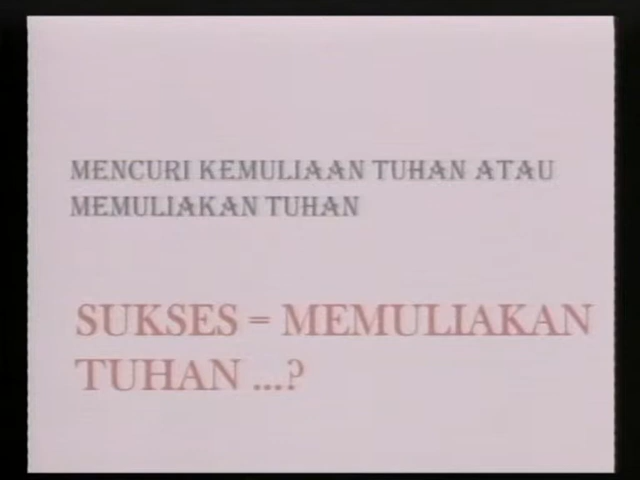 MENCURI KEMULIAAN TUHAN ATAU
MEMULIAKAN TUHAN
SUKSES = MEMULIAKAN
TUHAN ...?